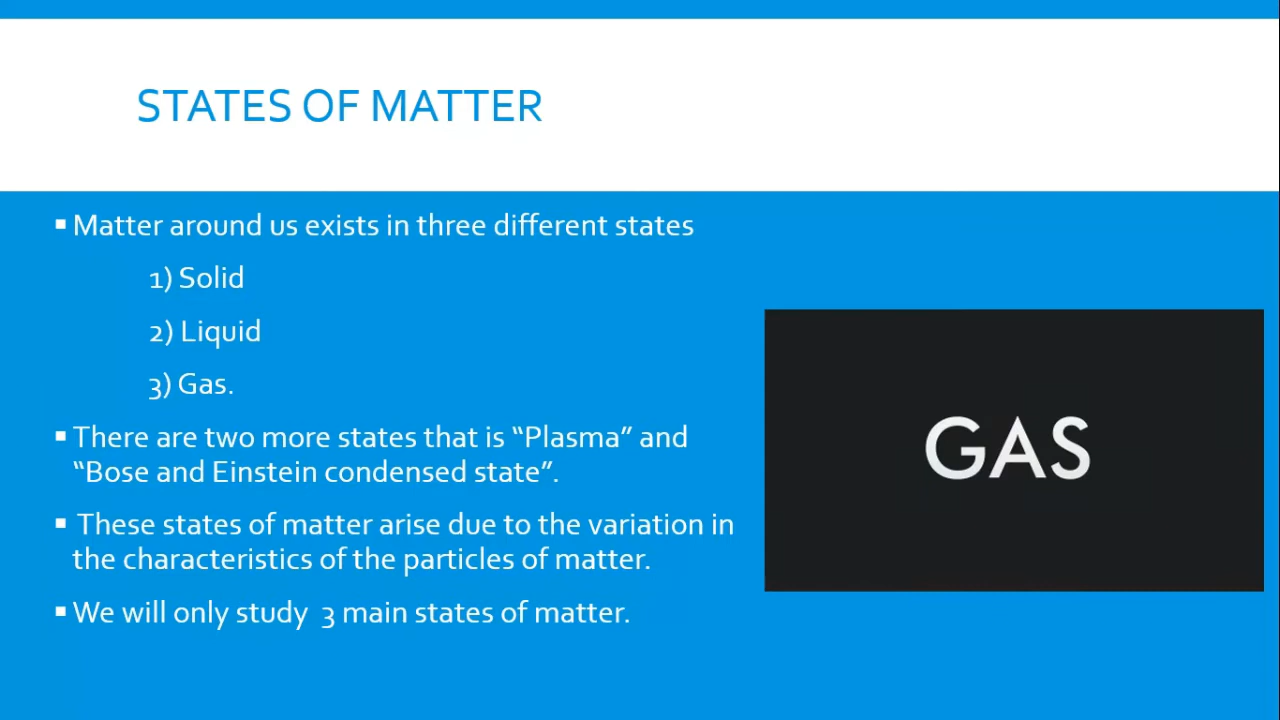 STATES OF MATTER
▪ Matter around us exists in three different states
1) Solid
2) Liquid
3) Gas.
▪ There are two more states that is “Plasma” and
“Bose and Einstein condensed state”.
▪ These states of matter arise due to the variation in
the characteristics of the particles of matter.
▪ We will only study 3 main states of matter.
GAS